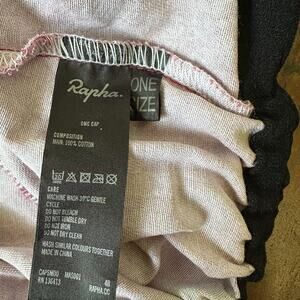 Rapha.
ONE
SIZE
ONE CAP
COMPOSITION
MAIN: 100% COTTON
CARE
MACHINE WASH 30°C GENTLE
CYCLE
DO NOT BLEACH
DO NOT TUMBLE DRY
DO NOT IRON
DO NOT DRY CLEAN
WASH SIMILAR COLOURS TOGETHER
MADE IN CHINA
RAPHA.CC